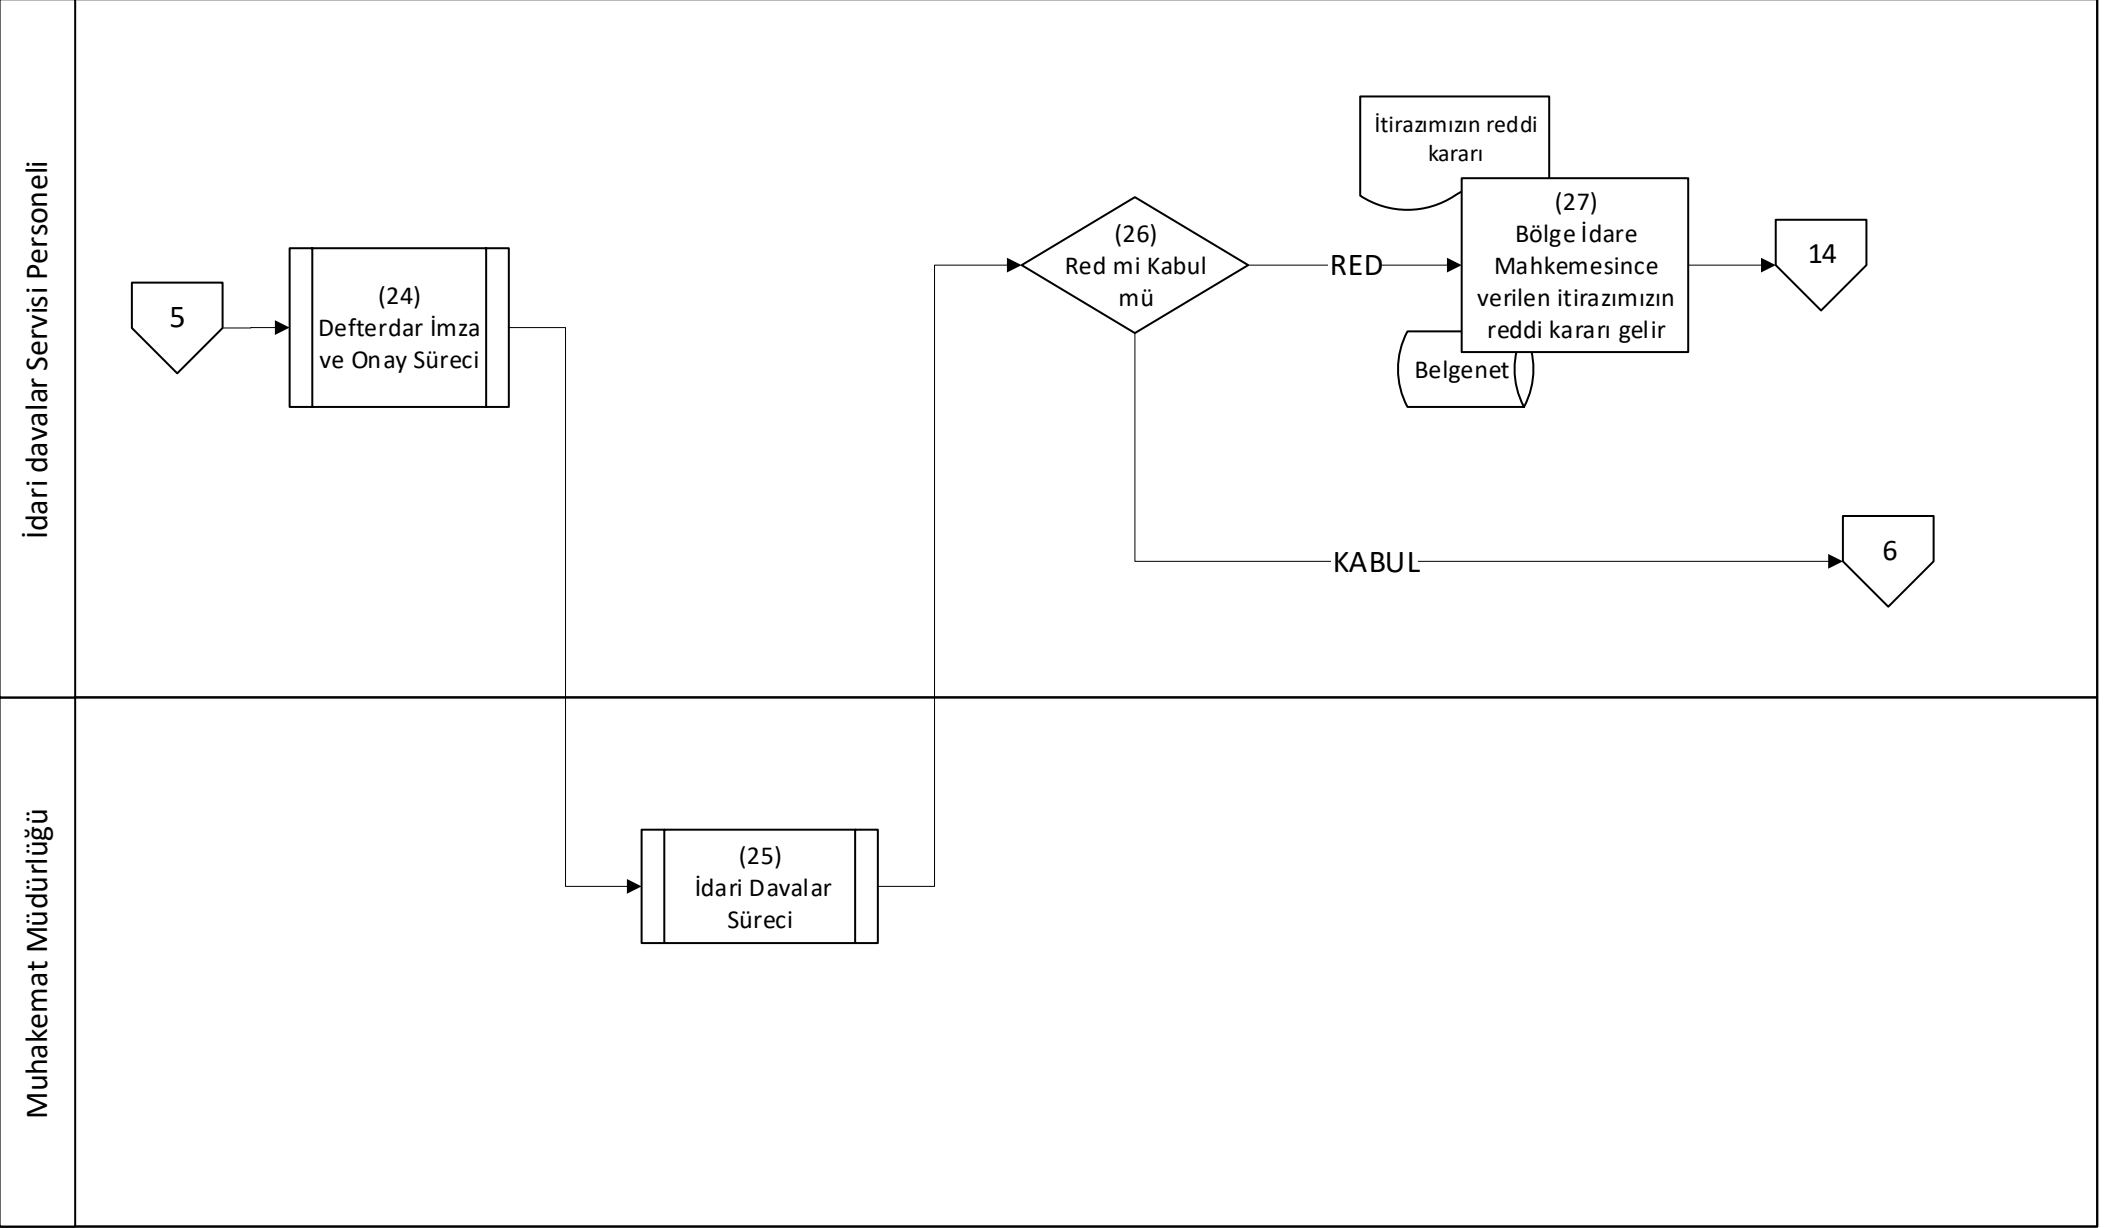 İdari davalar Servisi Personeli
5
(24)
Defterdar İmza
ve Onay Süreci
(26)
Red mi Kabul
mü
RED
İtirazımızın reddi
kararı
(27)
Bölge İdare
Mahkemesince
verilen itirazımızın
reddi kararı gelir
Belgenet
14
KABUL
6
Muhakemat Müdürlüğü
(25)
İdari Davalar
Süreci